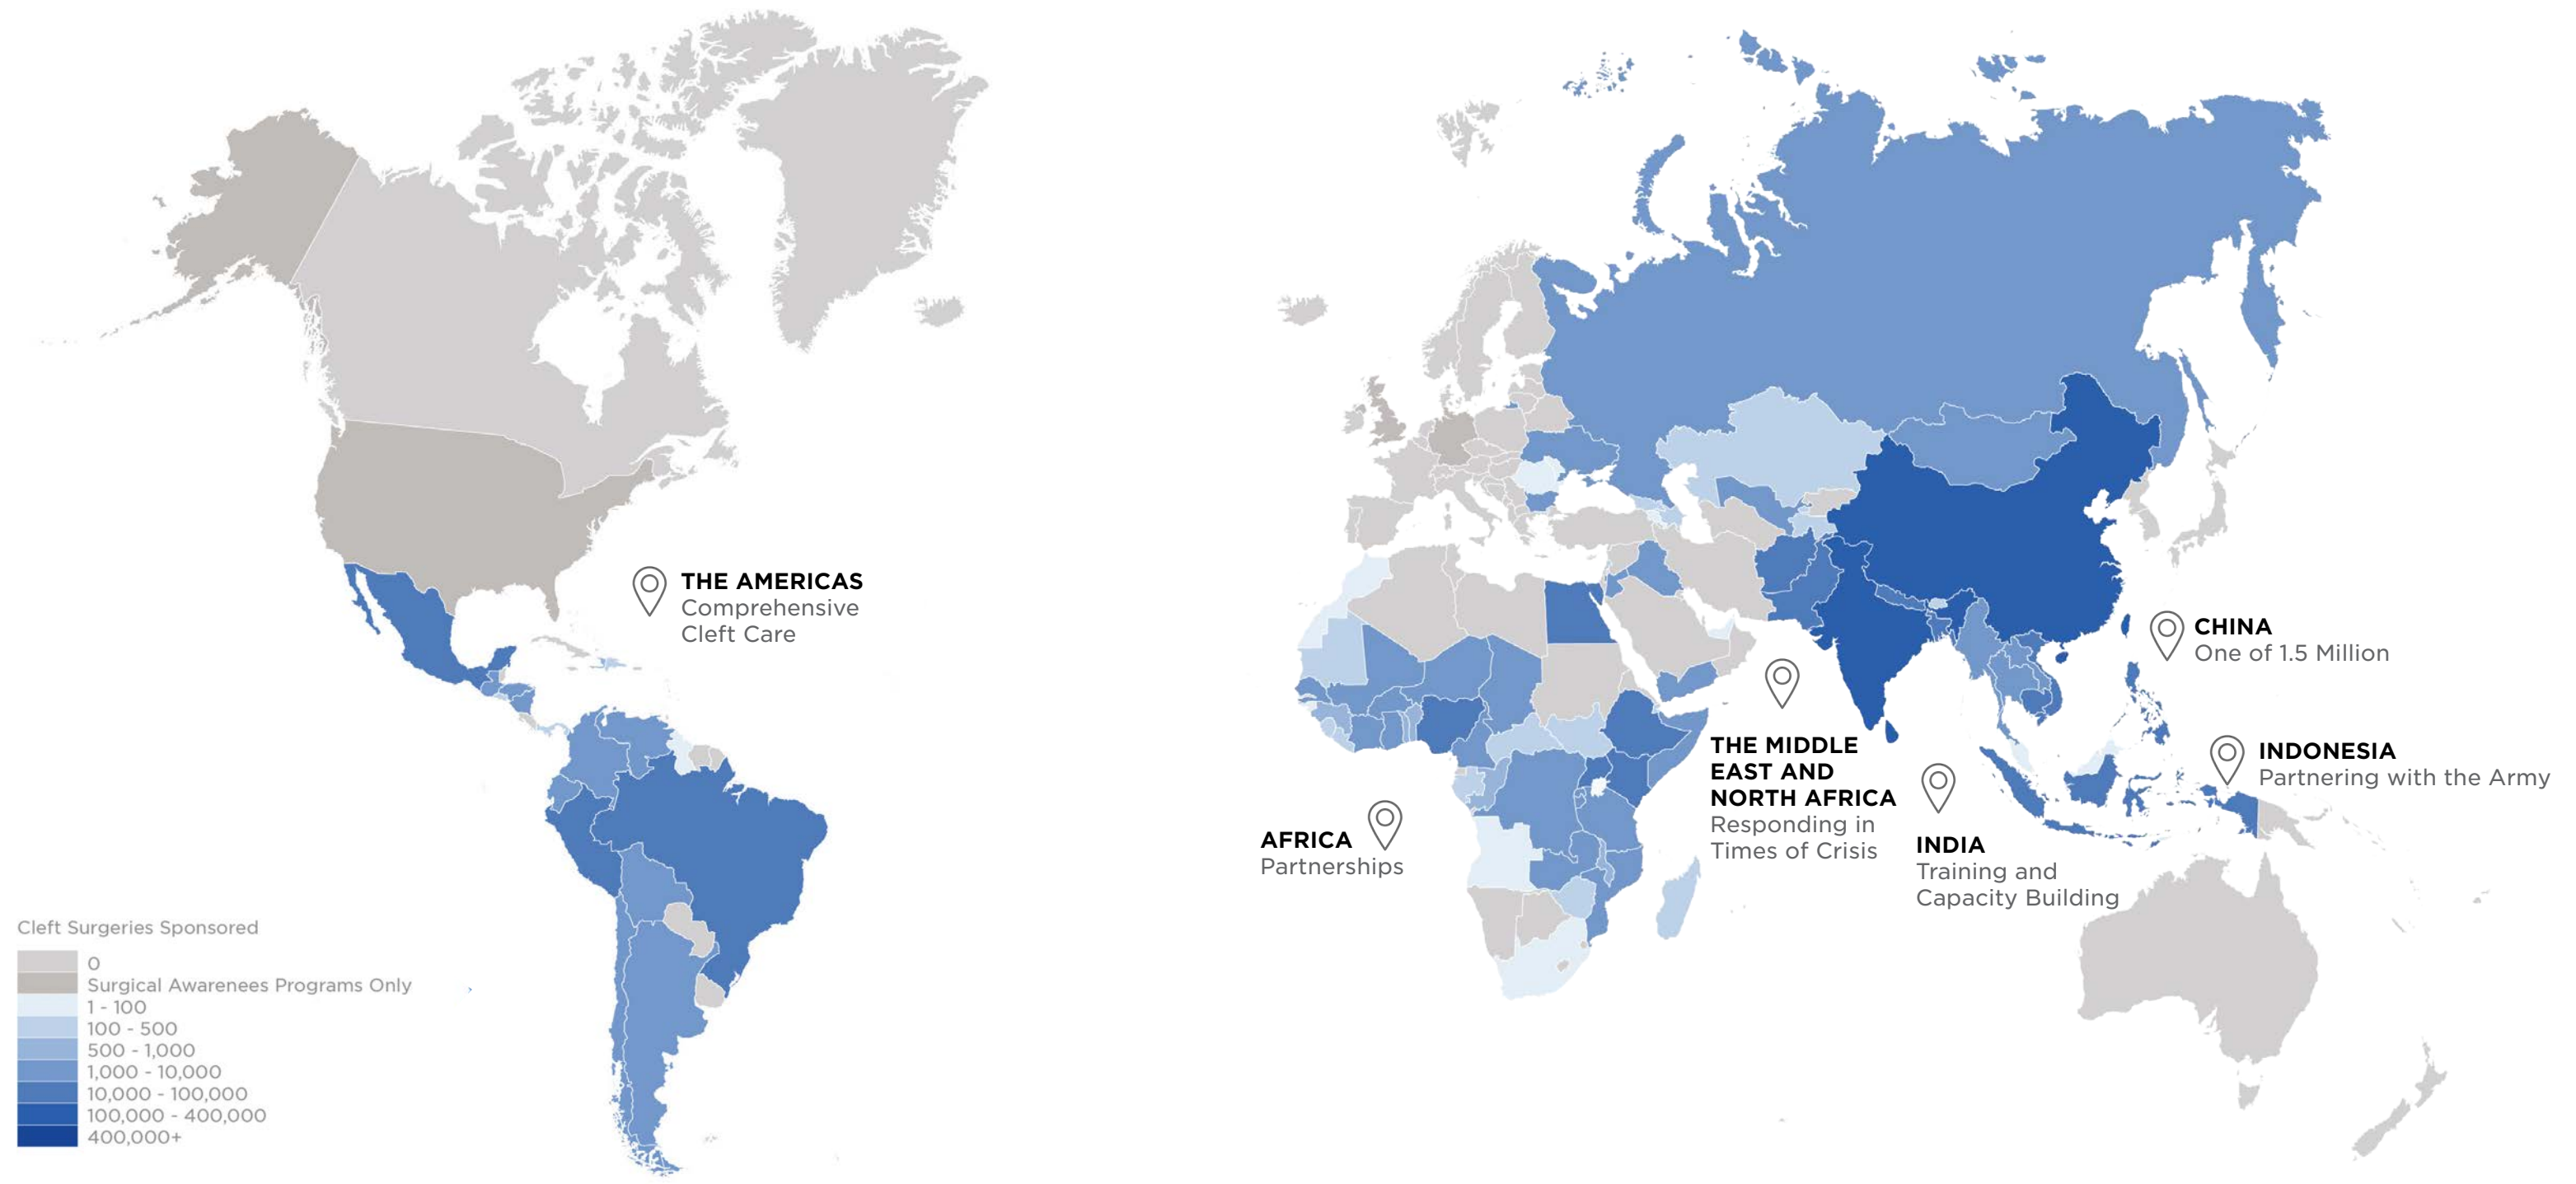 THE AMERICAS
Comprehensive
Cleft Care
CHINA
One of 1.5 Million
THE MIDDLE
EAST AND
NORTH AFRICA
Responding in
Times of Crisis
INDONESIA
Partnering with the Army
AFRICA
Partnerships
INDIA
Training and
Capacity Building
Cleft Surgeries Sponsored
0
Surgical Awarenees Programs Only
1 - 100
100 - 500
500 - 1,000
1,000 - 10,000
10,000 - 100,000
100,000 - 400,000
400,000+